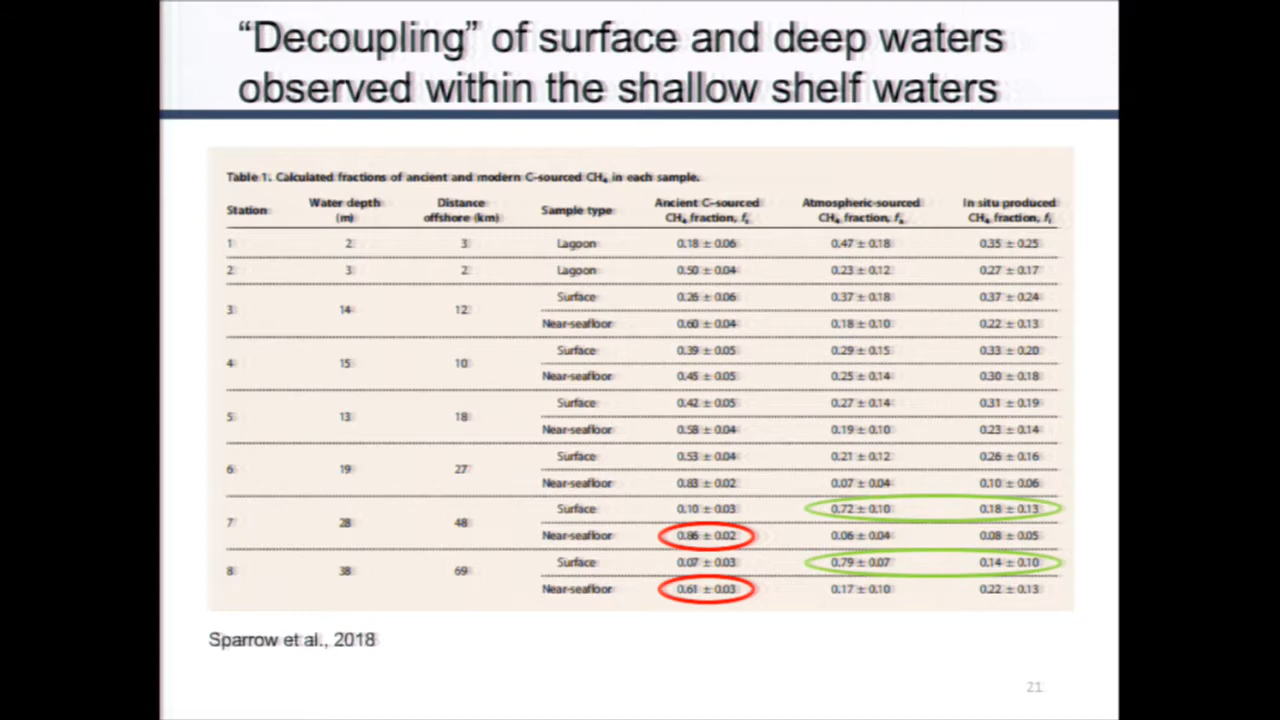 “Decoupling” of surface and deep waters
observed within the shallow shelf waters
Table 1. Calculated fractions of ancient and modern C-sourced CH₄ in each sample.
Station Water depth (m) Distance offshore (km) Sample type Ancient C–sourced CH₄ fraction, Atmospheric-sourced CH₄ fraction, In situ produced CH₄ fraction,
1 2 3 Lagoon 0.18 ± 0.06 0.47 ± 0.18 0.35 ± 0.25
2 3 2 Lagoon 0.50 ± 0.04 0.23 ± 0.12 0.27 ± 0.17
3 14 12 Surface 0.26 ± 0.06 0.37 ± 0.18 0.37 ± 0.24
Near-seafloor 0.60 ± 0.04 0.18 ± 0.10 0.22 ± 0.13
4 15 10 Surface 0.39 ± 0.05 0.29 ± 0.15 0.33 ± 0.20
Near-seafloor 0.45 ± 0.05 0.25 ± 0.14 0.30 ± 0.18
5 13 18 Surface 0.42 ± 0.05 0.27 ± 0.14 0.31 ± 0.19
Near-seafloor 0.58 ± 0.04 0.19 ± 0.10 0.23 ± 0.14
6 19 27 Surface 0.53 ± 0.04 0.21 ± 0.12 0.26 ± 0.16
Near-seafloor 0.83 ± 0.02 0.07 ± 0.04 0.10 ± 0.06
7 28 48 Surface 0.10 ± 0.03 0.72 ± 0.10 0.18 ± 0.13
Near-seafloor 0.86 ± 0.02 0.06 ± 0.04 0.08 ± 0.05
8 38 69 Surface 0.07 ± 0.03 0.79 ± 0.07 0.14 ± 0.10
Near-seafloor 0.61 ± 0.03 0.17 ± 0.10 0.22 ± 0.13
Sparrow et al., 2018
21